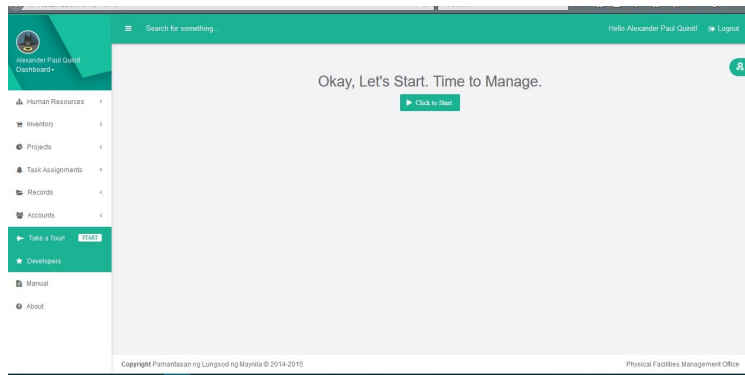 Search for something...
Hello Alexander Paul Quinit!
Logout
Alexander Paul Quinit
Dashboard
Human Resources
Inventory
Projects
Task Assignments
Records
Accounts
Take a Tour! START
Developers
Manual
About
Okay, Let's Start. Time to Manage.
Click to Start
Copyright Pamantasan ng Lungsod ng Maynila © 2014-2015
Physical Facilities Management Office